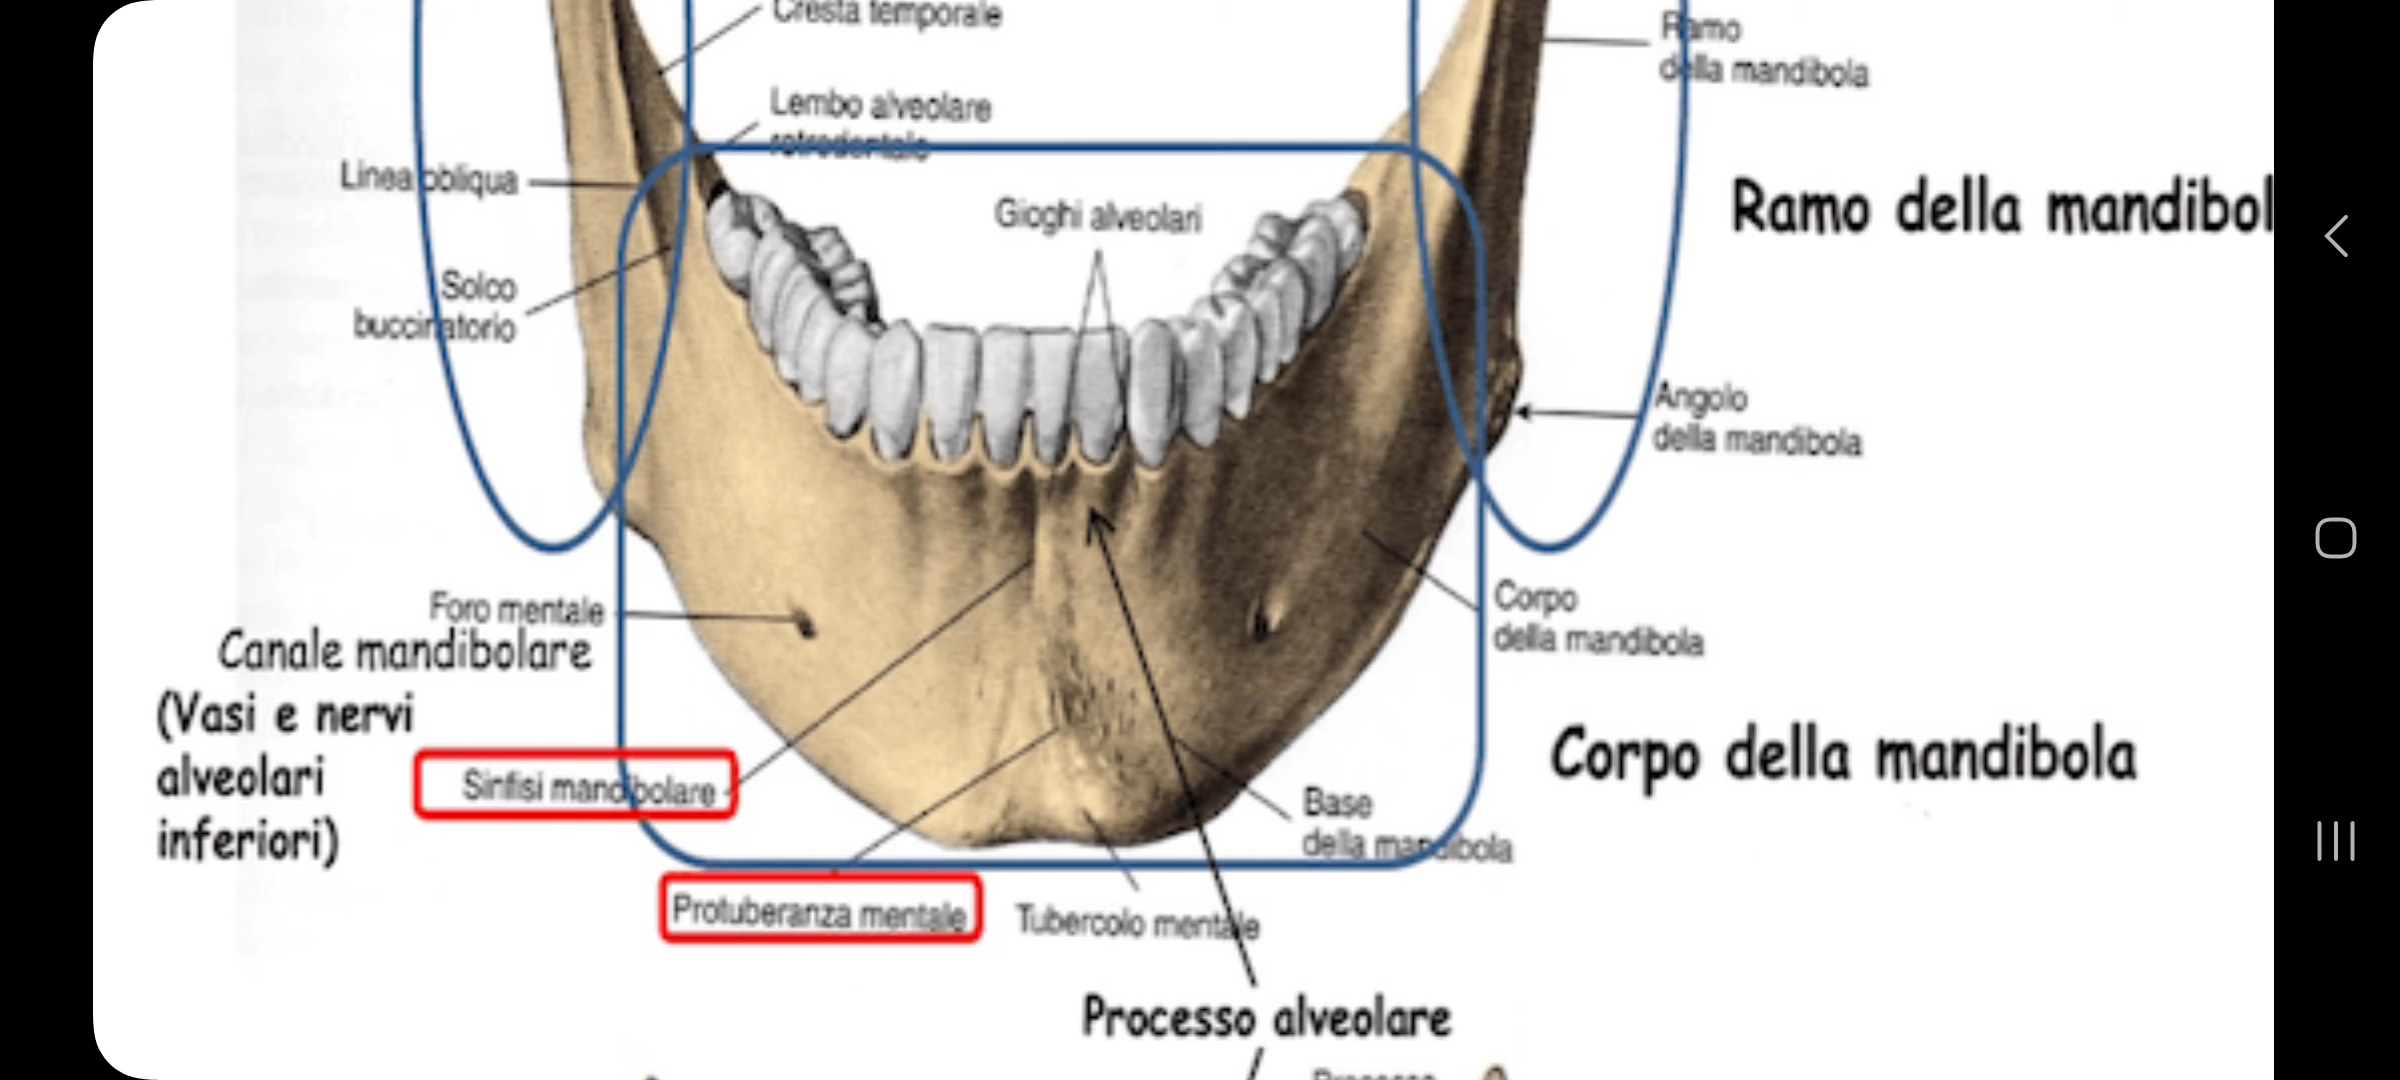 Cresta temporale
Ramo
della mandibola
Lembo alveolare
retrodentale
Linea obliqua
Gioghi alveolari
Ramo della mandibol
Solco
buccinatorio
Angolo
della mandibola
Foro mentale
Canale mandibolare
(Vasi e nervi
alveolari
inferiori)
Corpo
della mandibola
Corpo della mandibola
Sinfisi mandibolare
Base
della mandibola
Protuberanza mentale
Tubercolo mentale
Processo alveolare